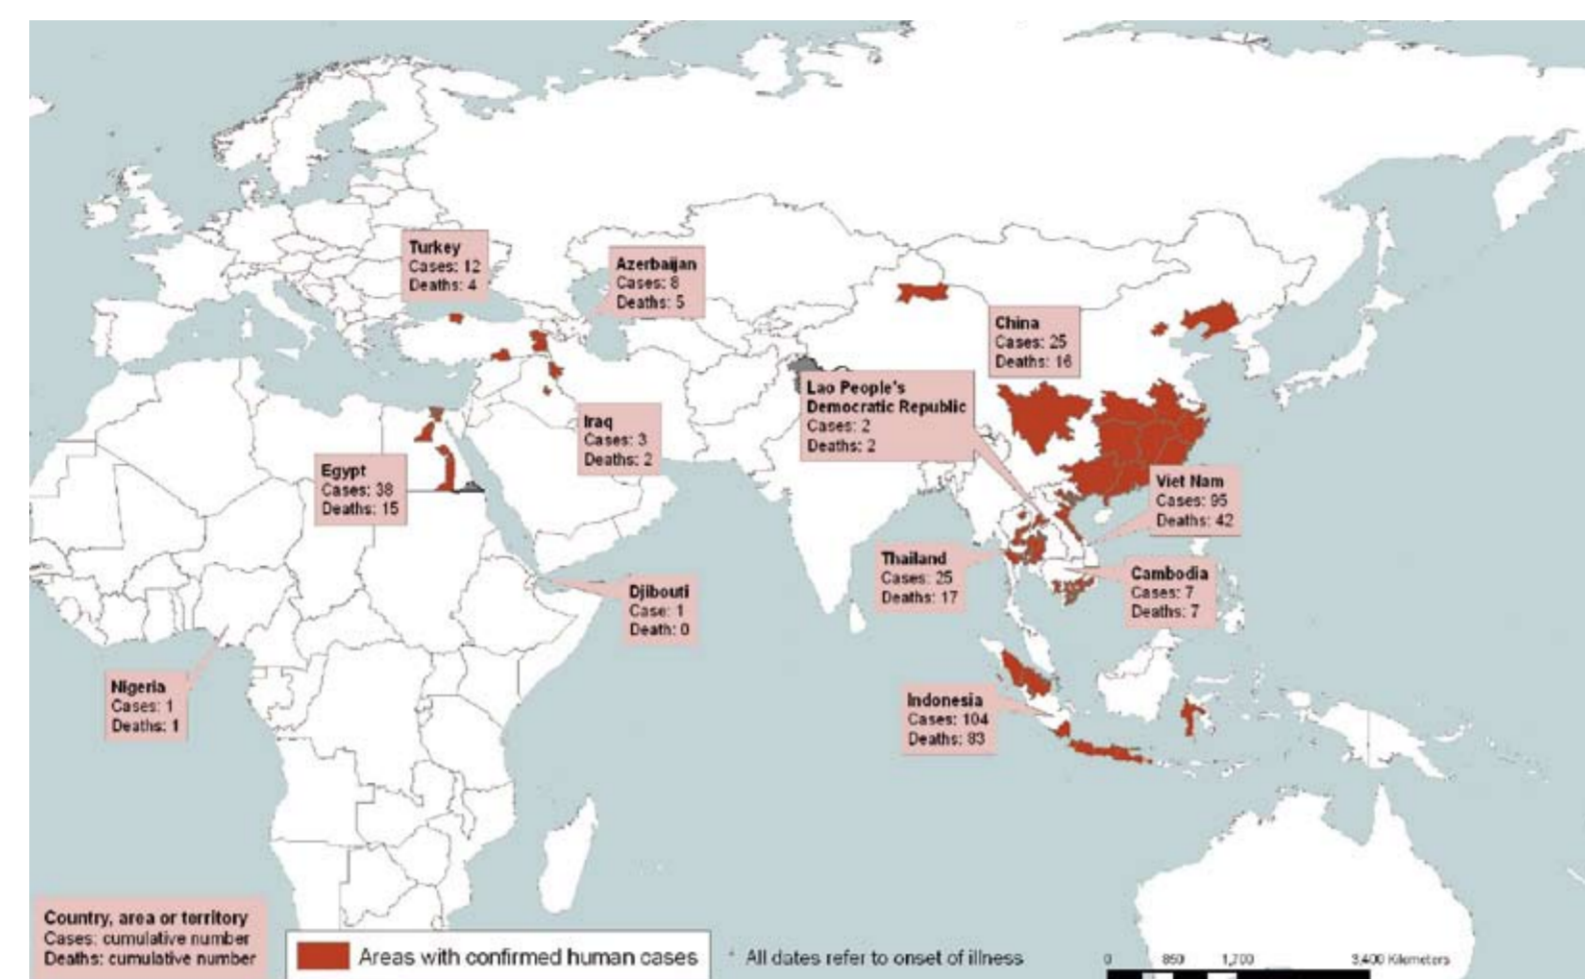 Turkey
Cases: 12
Deaths: 4
Azerbaijan
Cases: 8
Deaths: 5
China
Cases: 25
Deaths: 16
Lao People's
Democratic Republic
Cases: 2
Deaths: 2
Iraq
Cases: 3
Deaths: 2
Egypt
Cases: 38
Deaths: 15
Viet Nam
Cases: 95
Deaths: 42
Thailand
Cases: 25
Deaths: 17
Cambodia
Cases: 7
Deaths: 7
Djibouti
Case: 1
Death: 0
Nigeria
Cases: 1
Deaths: 1
Indonesia
Cases: 104
Deaths: 83
Country, area or territory
Cases: cumulative number
Deaths: cumulative number
Areas with confirmed human cases
* All dates refer to onset of illness
0 850 1,700 3,400 Kilometers